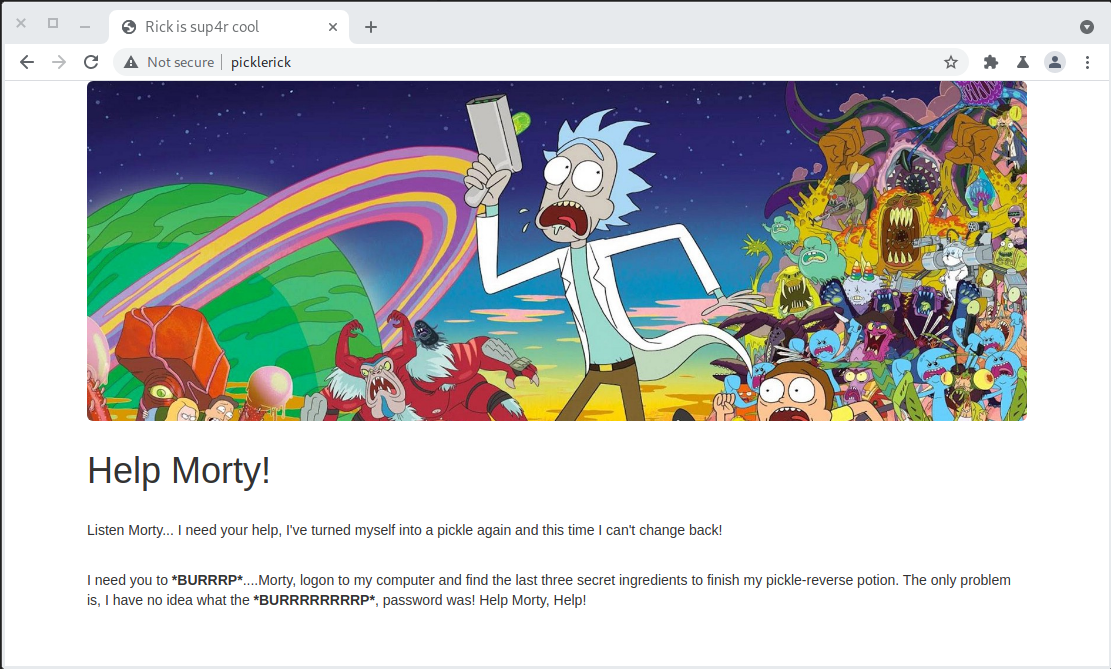 Rick is sup4r cool
Not secure picklerick
Help Morty!
Listen Morty... I need your help, I've turned myself into a pickle again and this time I can't change back!
I need you to *BURRRP*....Morty, logon to my computer and find the last three secret ingredients to finish my pickle-reverse potion. The only problem
is, I have no idea what the *BURRRRRRRRP*, password was! Help Morty, Help!